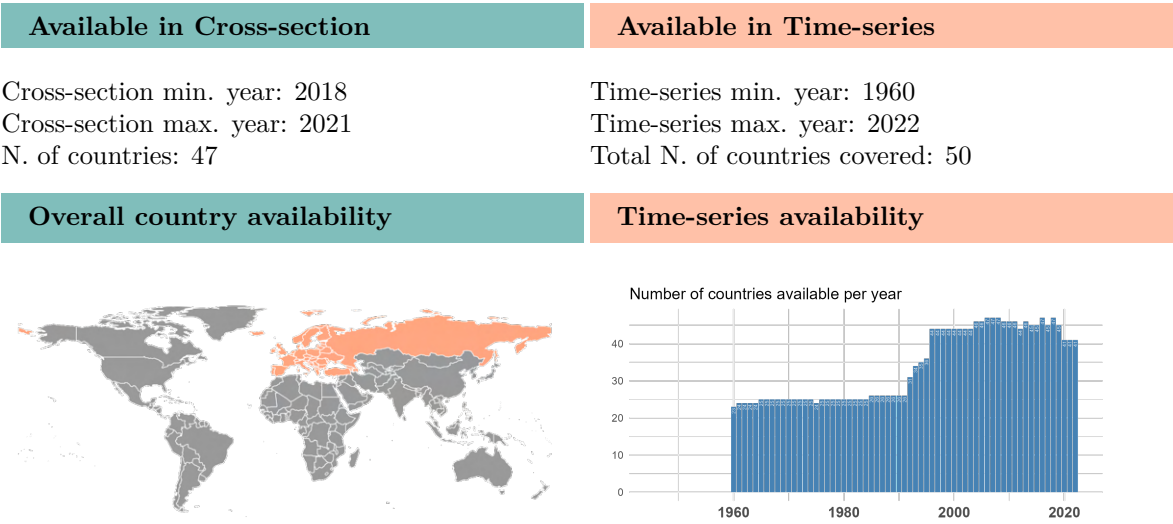 Available in Cross-section
Cross-section min. year: 2018
Cross-section max. year: 2021
N. of countries: 47
Available in Time-series
Time-series min. year: 1960
Time-series max. year: 2022
Total N. of countries covered: 50
Overall country availability
Time-series availability
Number of countries available per year
40
30
20
10
0
1960 1980 2000 2020